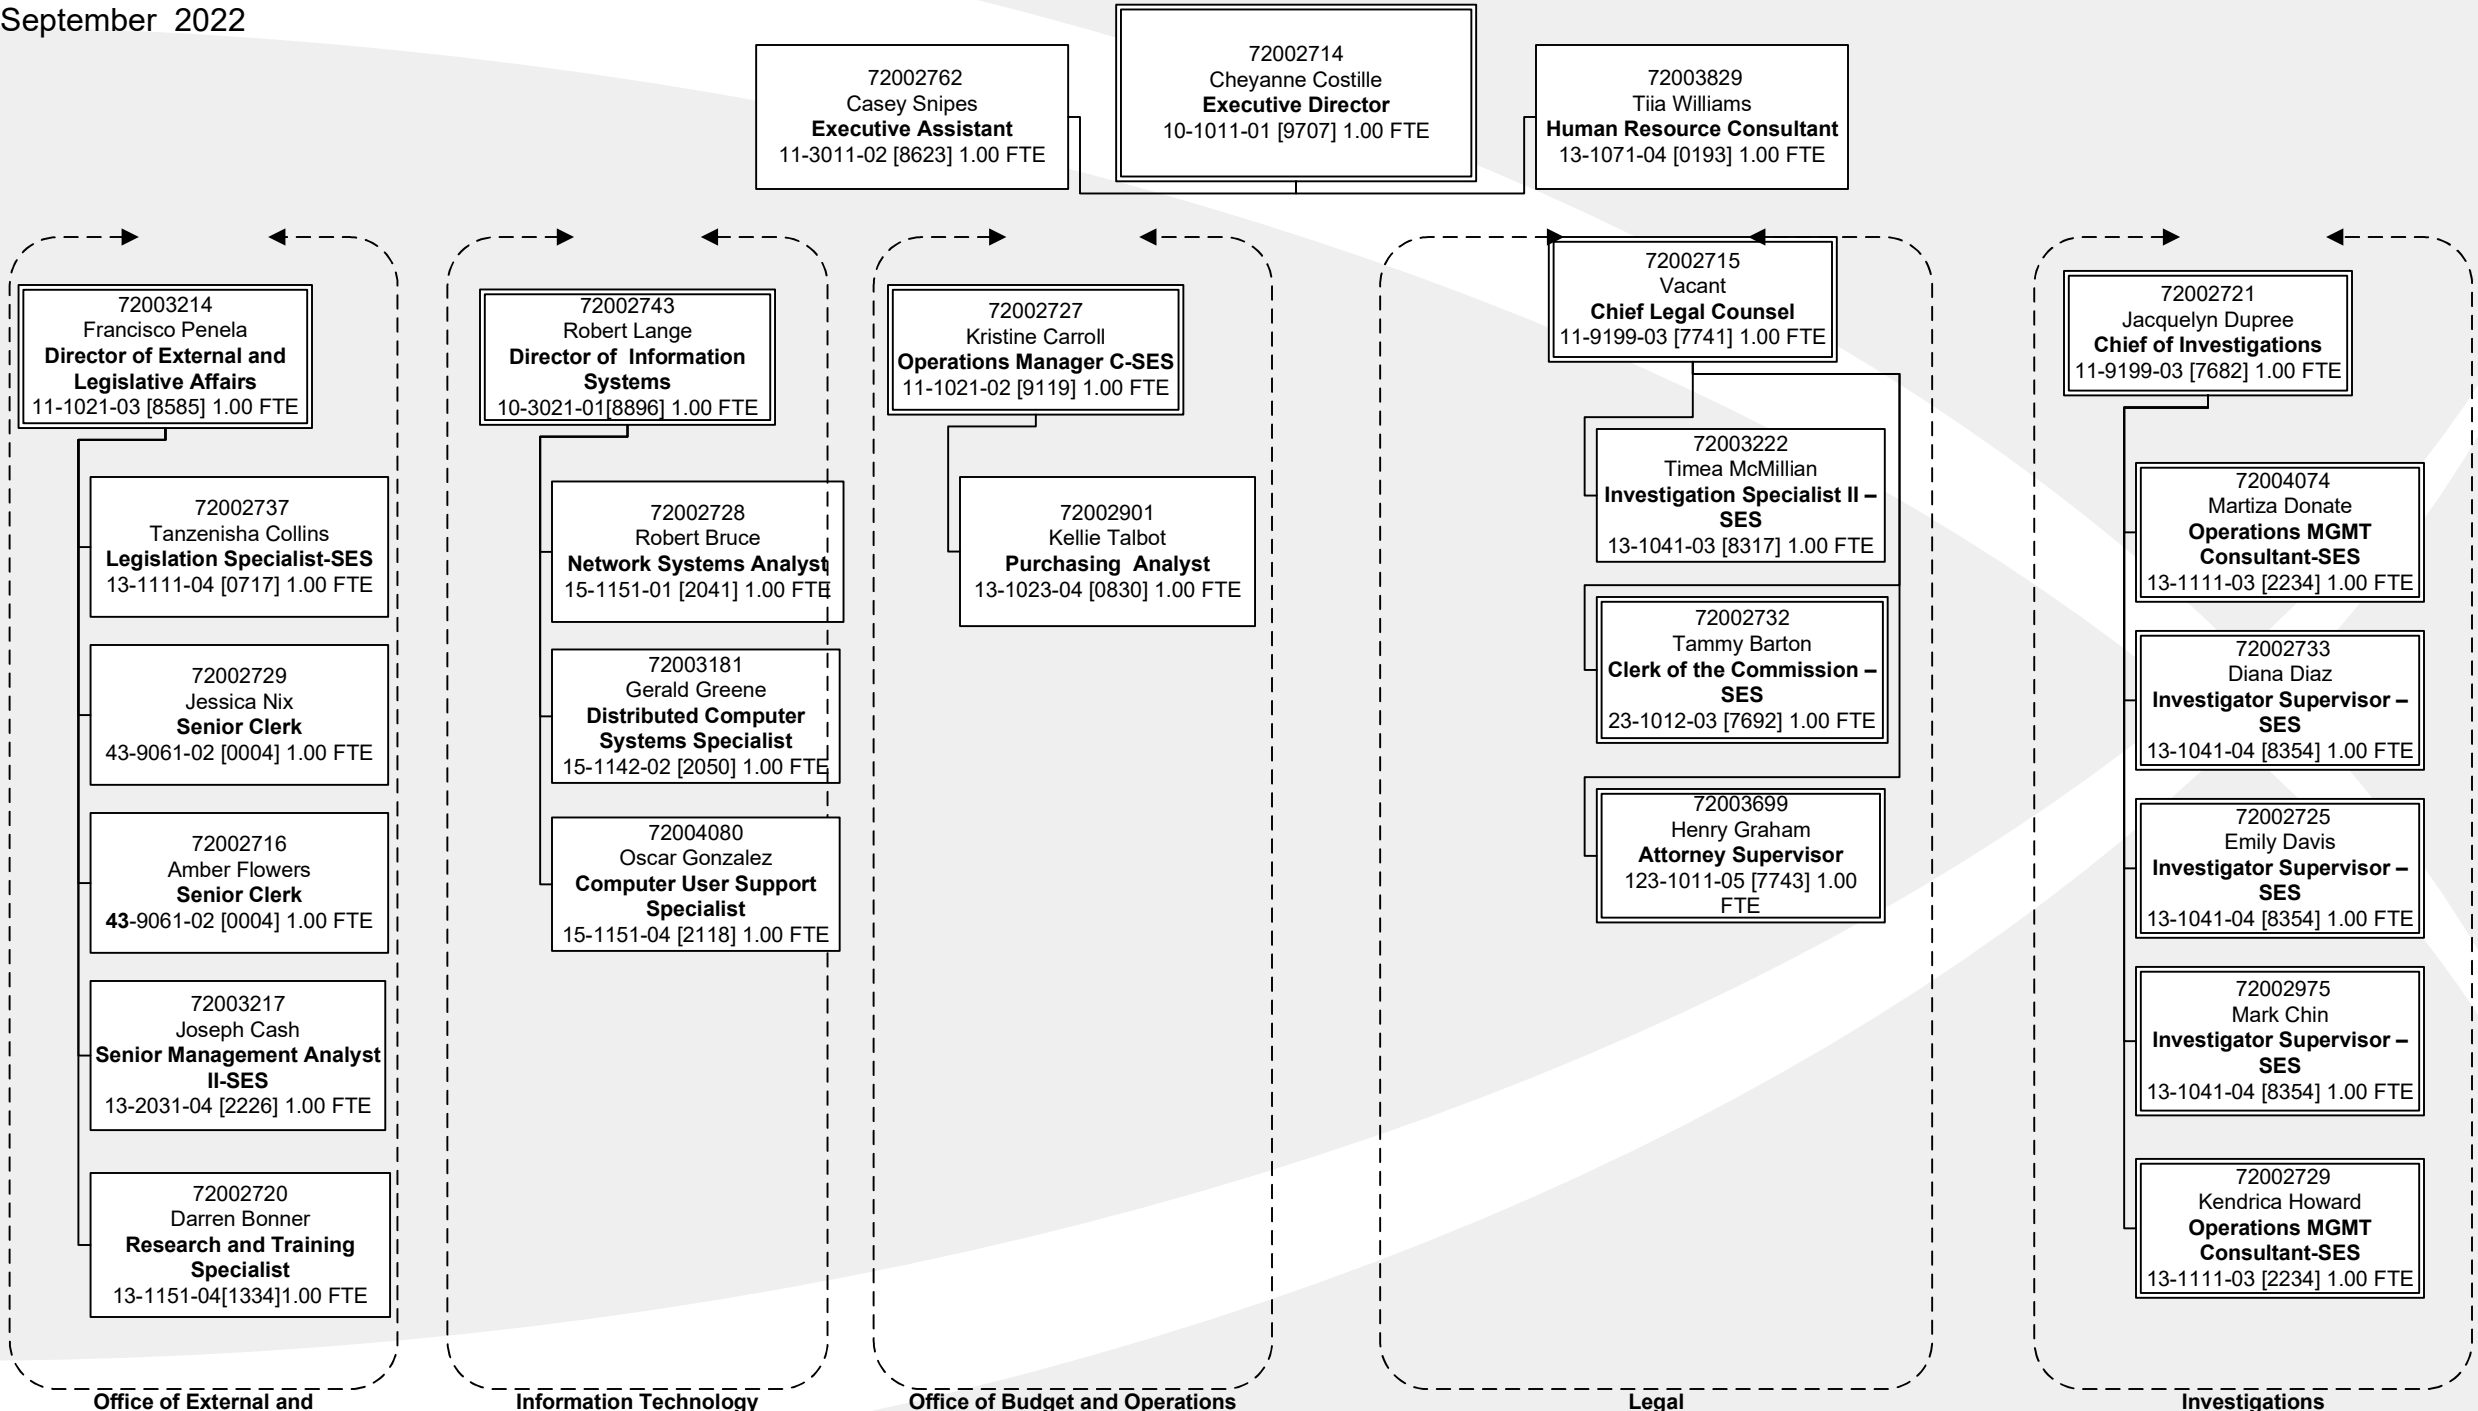 September 2022
72002762
Casey Snipes
Executive Assistant
11-3011-02 [8623] 1.00 FTE
72002714
Cheyanne Costille
Executive Director
10-1011-01 [9707] 1.00 FTE
72003829
Tiia Williams
Human Resource Consultant
13-1071-04 [0193] 1.00 FTE
72003214
Francisco Penela
Director of External and
Legislative Affairs
11-1021-03 [8585] 1.00 FTE
72002737
Tanzenisha Collins
Legislation Specialist-SES
13-1111-04 [0717] 1.00 FTE
72002729
Jessica Nix
Senior Clerk
43-9061-02 [0004] 1.00 FTE
72002716
Amber Flowers
Senior Clerk
43-9061-02 [0004] 1.00 FTE
72003217
Joseph Cash
Senior Management Analyst
II-SES
13-2031-04 [2226] 1.00 FTE
72002720
Darren Bonner
Research and Training
Specialist
13-1151-04[1334]1.00 FTE
Office of External and
72002743
Robert Lange
Director of Information
Systems
10-3021-01[8896] 1.00 FTE
72002728
Robert Bruce
Network Systems Analyst
15-1151-01 [2041] 1.00 FTE
72003181
Gerald Greene
Distributed Computer
Systems Specialist
15-1142-02 [2050] 1.00 FTE
72004080
Oscar Gonzalez
Computer User Support
Specialist
15-1151-04 [2118] 1.00 FTE
Information Technology
72002727
Kristine Carroll
Operations Manager C-SES
11-1021-02 [9119] 1.00 FTE
72002901
Kellie Talbot
Purchasing Analyst
13-1023-04 [0830] 1.00 FTE
Office of Budget and Operations
72002715
Vacant
Chief Legal Counsel
11-9199-03 [7741] 1.00 FTE
72003222
Timea McMillian
Investigation Specialist II –
SES
13-1041-03 [8317] 1.00 FTE
72002732
Tammy Barton
Clerk of the Commission –
SES
23-1012-03 [7692] 1.00 FTE
72003699
Henry Graham
Attorney Supervisor
123-1011-05 [7743] 1.00
FTE
Legal
72002721
Jacquelyn Dupree
Chief of Investigations
11-9199-03 [7682] 1.00 FTE
72004074
Martiza Donate
Operations MGMT
Consultant-SES
13-1111-03 [2234] 1.00 FTE
72002733
Diana Diaz
Investigator Supervisor –
SES
13-1041-04 [8354] 1.00 FTE
72002725
Emily Davis
Investigator Supervisor –
SES
13-1041-04 [8354] 1.00 FTE
72002975
Mark Chin
Investigator Supervisor –
SES
13-1041-04 [8354] 1.00 FTE
72002729
Kendrica Howard
Operations MGMT
Consultant-SES
13-1111-03 [2234] 1.00 FTE
Investigations